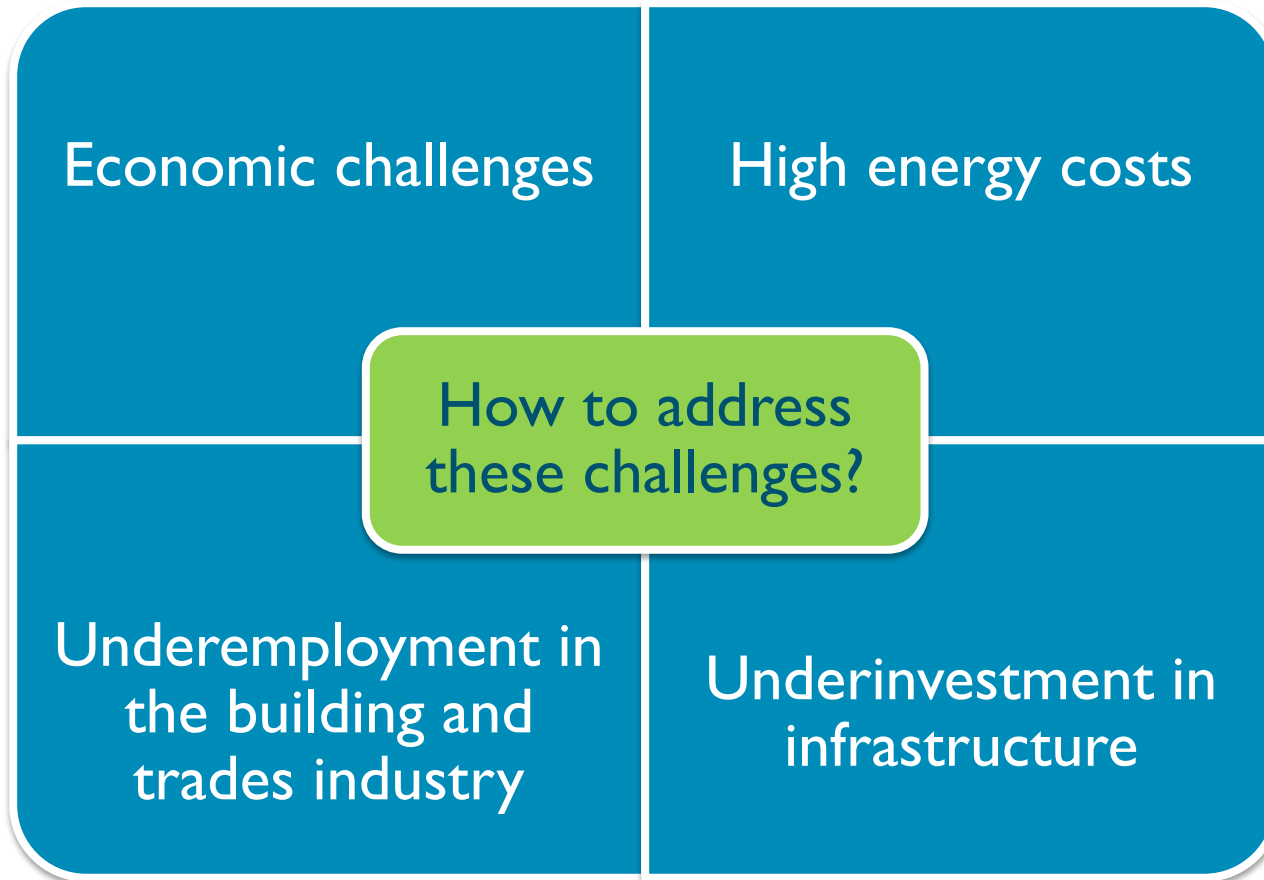 Economic challenges
High energy costs
How to address
these challenges?
Underemployment in
the building and
trades industry
Underinvestment in
infrastructure